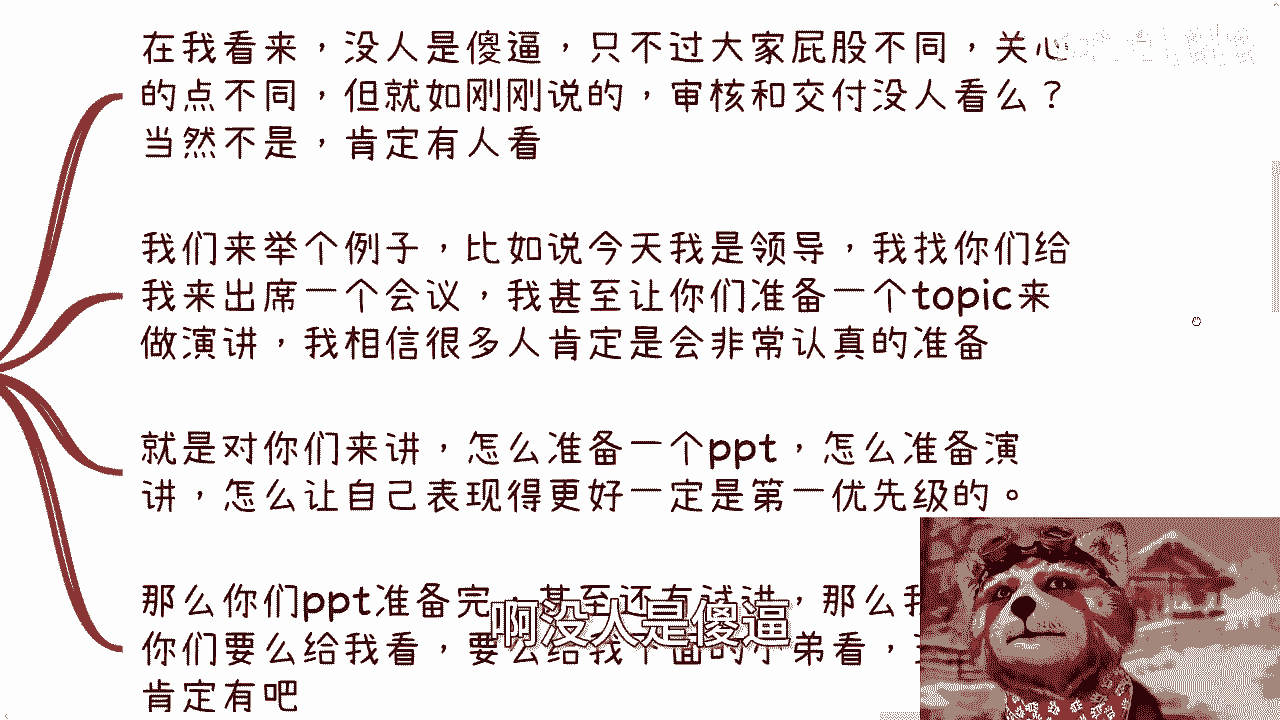 在我看来，没人是傻逼，只不过大家屁股不同，关心
的点不同，但就如刚刚说的，审核和交付没人看么？
当然不是，肯定有人看
我们来举个例子，比如说今天我是领导，我找你们给
我来出席一个会议，我甚至让你们准备一个topic来
做演讲，我相信很多人肯定是会非常认真的准备
就是对你们来讲，怎么准备一个ppt，怎么准备演
讲，怎么让自己表现得更好一定是第一优先级的。
那么你们ppt准备完，甚至还有试讲，那么我
你们要么给我看，要么给我下面的小弟看，
肯定有吧
啊没人是傻逼